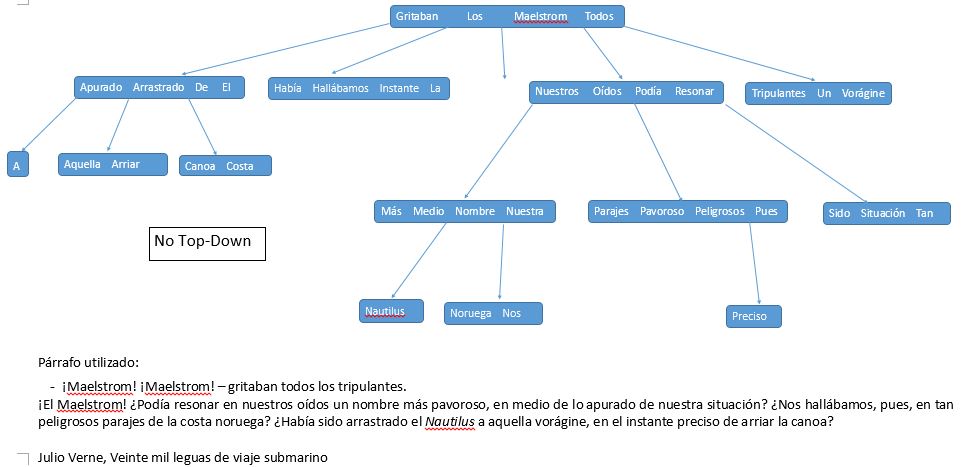 Gritaban Los Maelstrom Todos
Apurado Arrastrado De El
Había Hallábamos Instante La
Nuestros Oídos Podía Resonar
Tripulantes Un Vorágine
A
Aquella Arriar
Canoa Costa
Más Medio Nombre Nuestra
Parajes Pavoroso Peligrosos Pues
Sido Situación Tan
No Top-Down
Nautilus
Noruega Nos
Preciso
Párrafo utilizado:
- ¡Maelstrom! ¡Maelstrom! – gritaban todos los tripulantes.
¡El Maelstrom! ¿Podía resonar en nuestros oídos un nombre más pavoroso, en medio de lo apurado de nuestra situación? ¿Nos hallábamos, pues, en tan
peligrosos parajes de la costa noruega? ¿Había sido arrastrado el Nautilus a aquella vorágine, en el instante preciso de arriar la canoa?
Julio Verne, Veinte mil leguas de viaje submarino